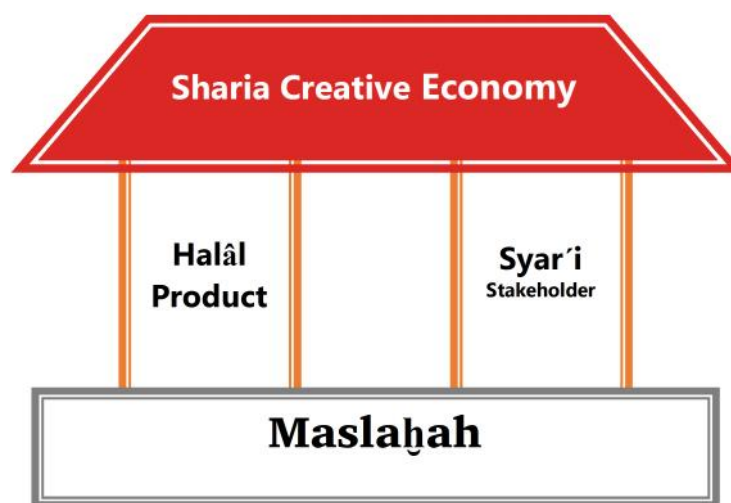 Sharia Creative Economy
Halâl
Product
Syar´i
Stakeholder
Maslaḫah